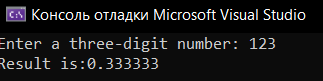 Консоль отладки Microsoft Visual Studio
Enter a three-digit number: 123
Result is:0.333333